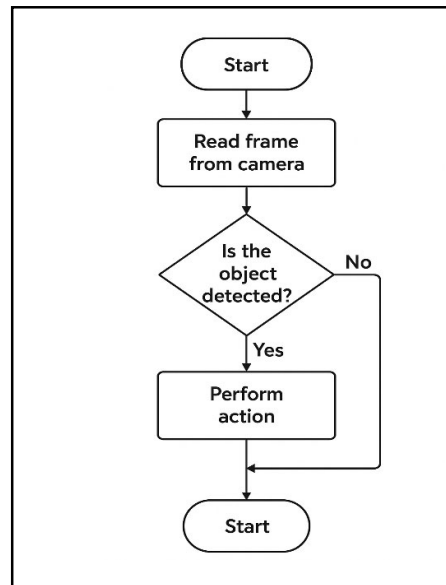 Start
Read frame
from camera
Is the
object
detected?
No
Yes
Perform
action
Start